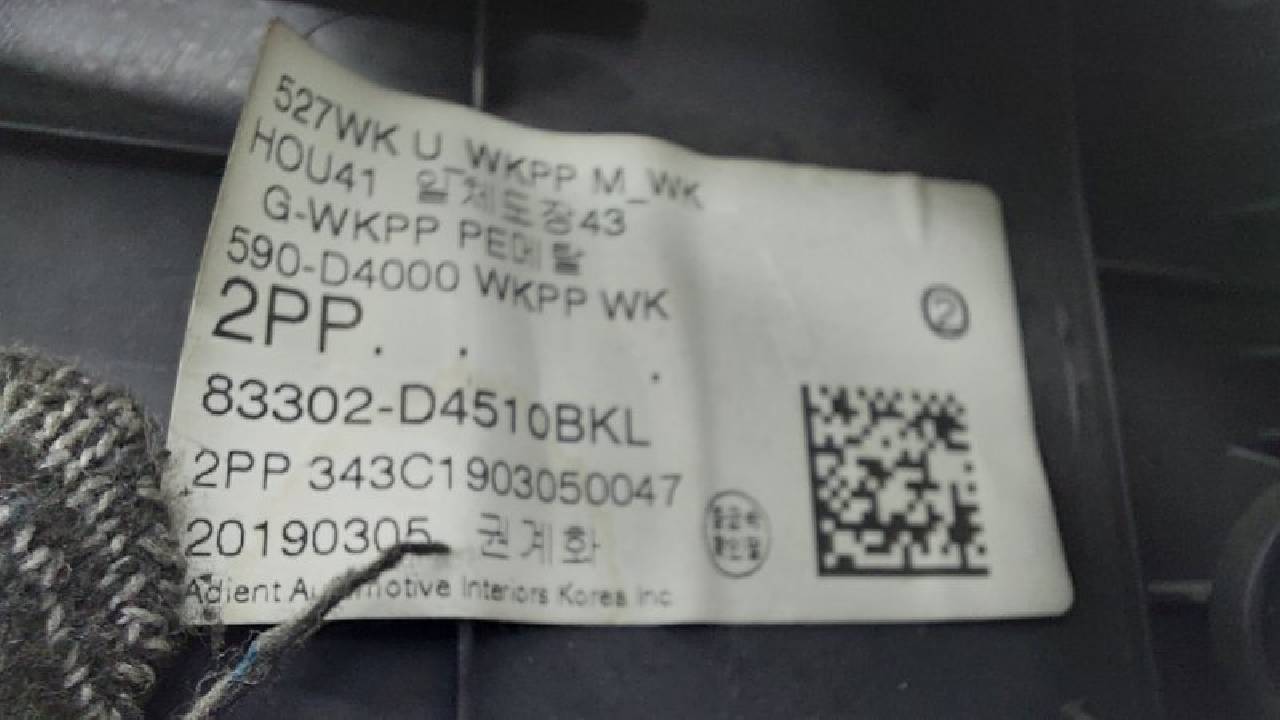 527WK U_WKPP M_WK
HOU41 일체도장43
G-WKPP PE메탈
590-D4000 WKPP WK
2PP
②
83302-D4510BKL
2PP 343C1903050047
20190305 권계화
Adient Automotive Interiors Korea Inc